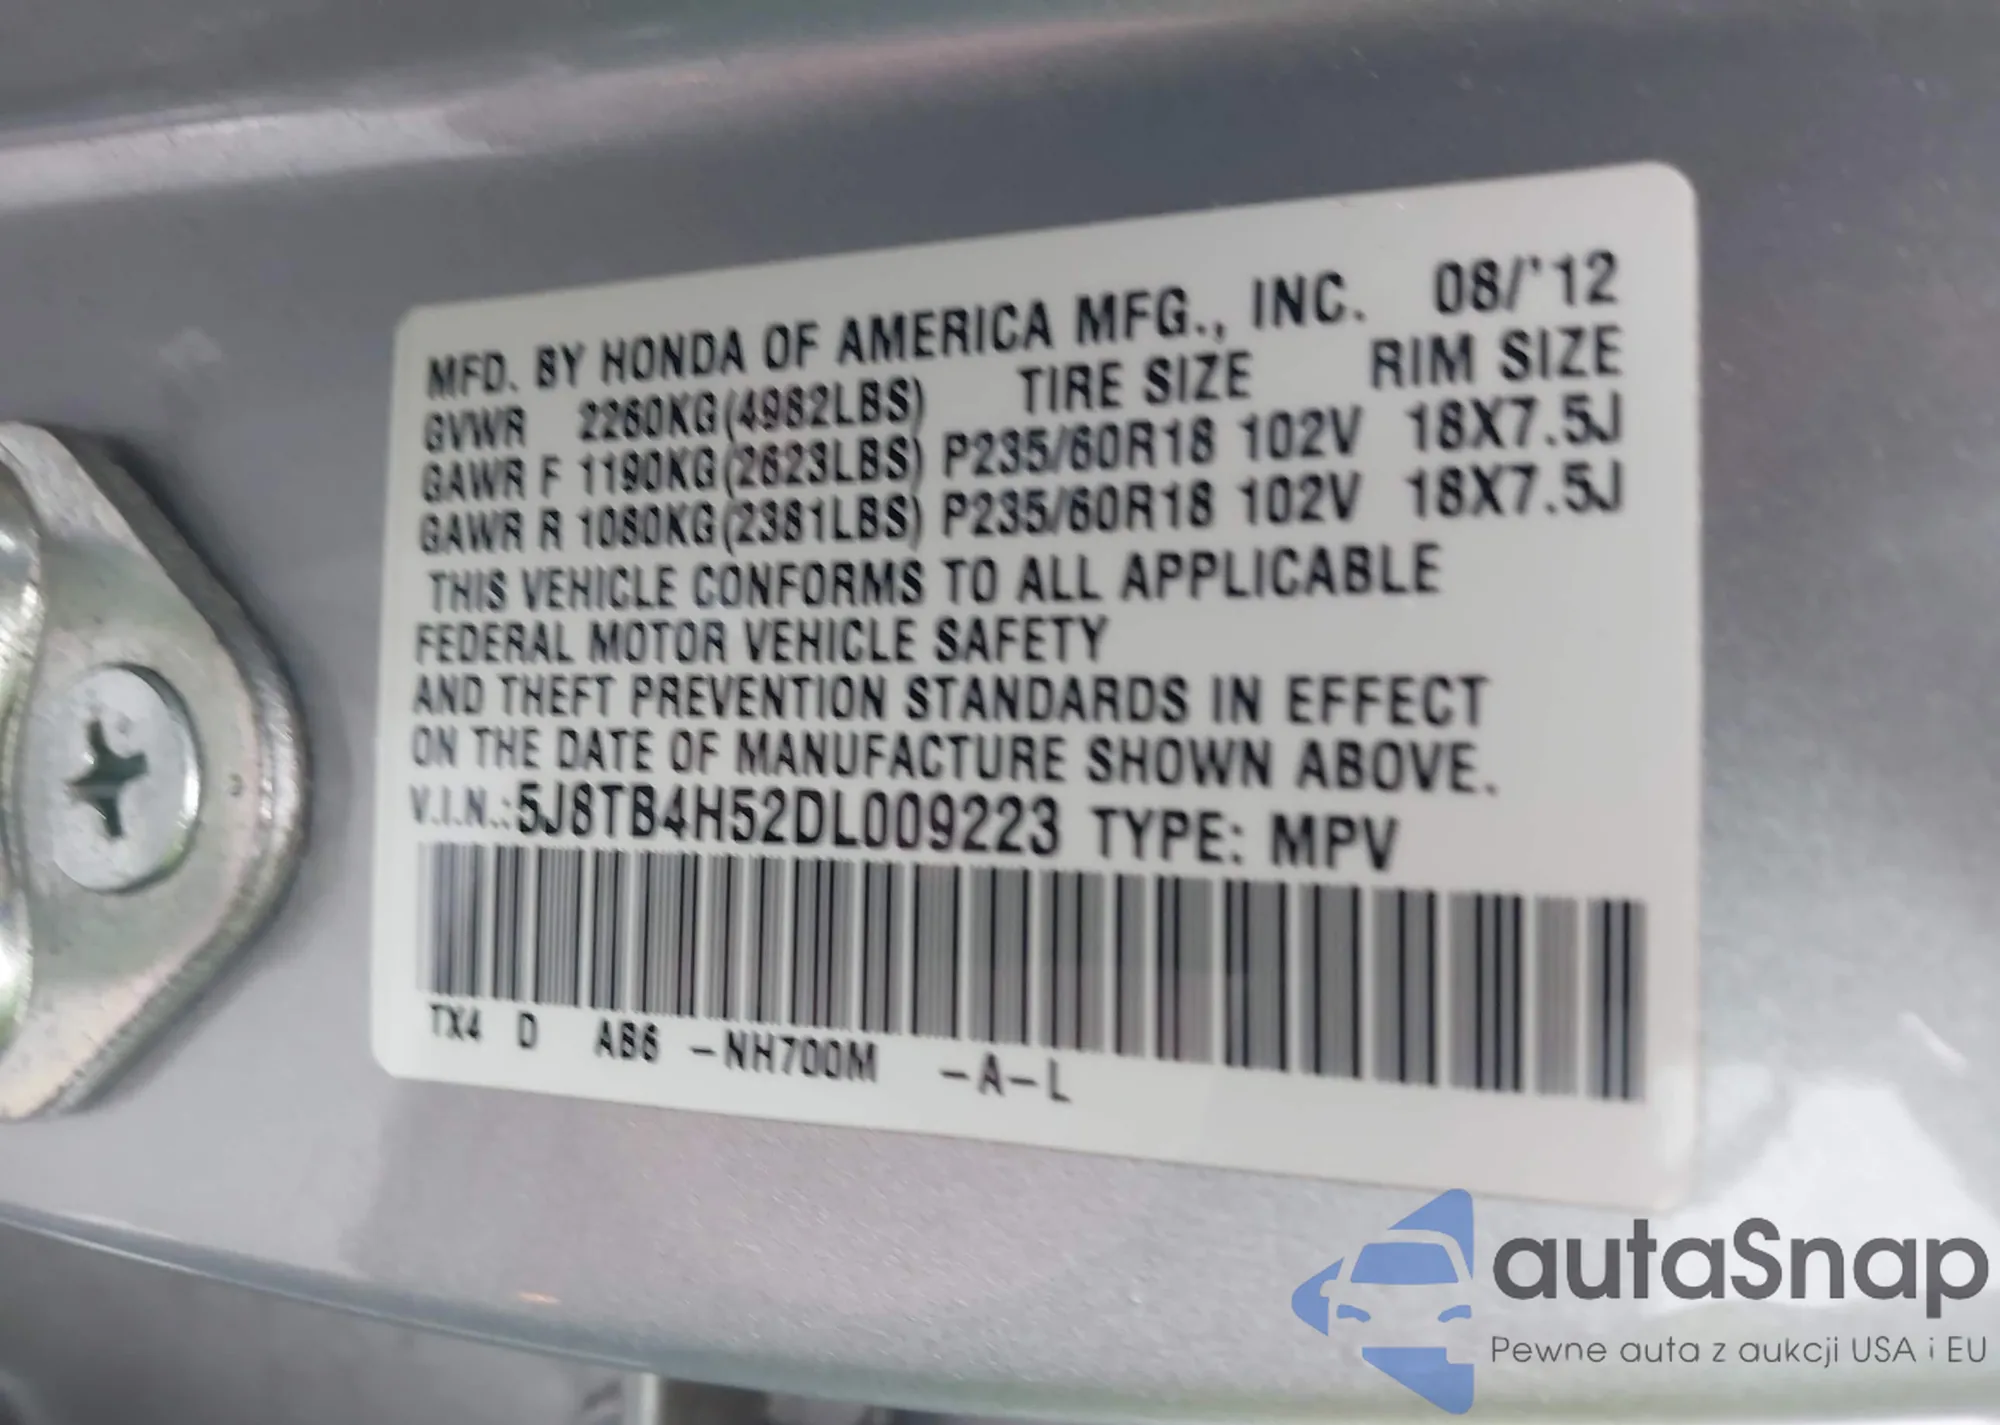 MFD. BY HONDA OF AMERICA MFG., INC. 08/'12
GVWR 2260KG(4982LBS) TIRE SIZE RIM SIZE
GAWR F 1190KG(2623LBS) P235/60R18 102V 18X7.5J
GAWR R 1080KG(2381LBS) P235/60R18 102V 18X7.5J
THIS VEHICLE CONFORMS TO ALL APPLICABLE
FEDERAL MOTOR VEHICLE SAFETY
AND THEFT PREVENTION STANDARDS IN EFFECT
ON THE DATE OF MANUFACTURE SHOWN ABOVE.
V.I.N.:5J8TB4H52DL009223 TYPE: MPV
TX4 D AB6 -NH700M -A-L
autaSnap
Pewne auta z aukcji USA i EU